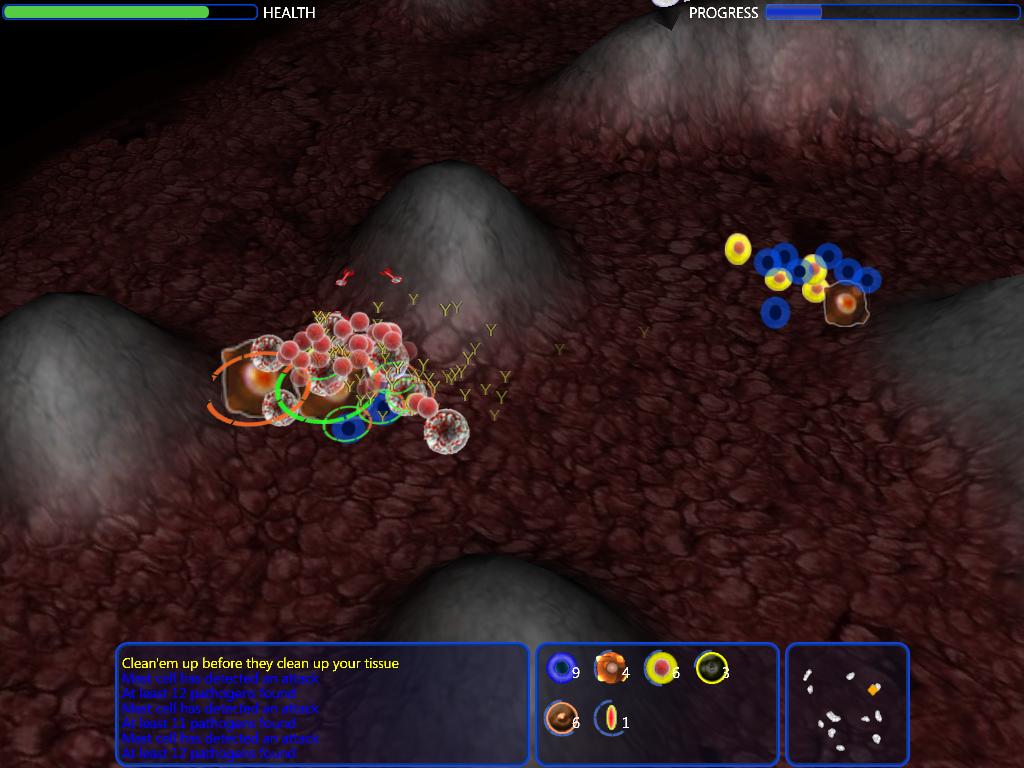 HEALTH
PROGRESS
Clean'em up before they clean up your tissue
Mast cell has detected an attack
At least 12 pathogens found
Mast cell has detected an attack
At least 11 pathogens found
Mast cell has detected an attack
At least 12 pathogens found
9 4 6 3
6 1